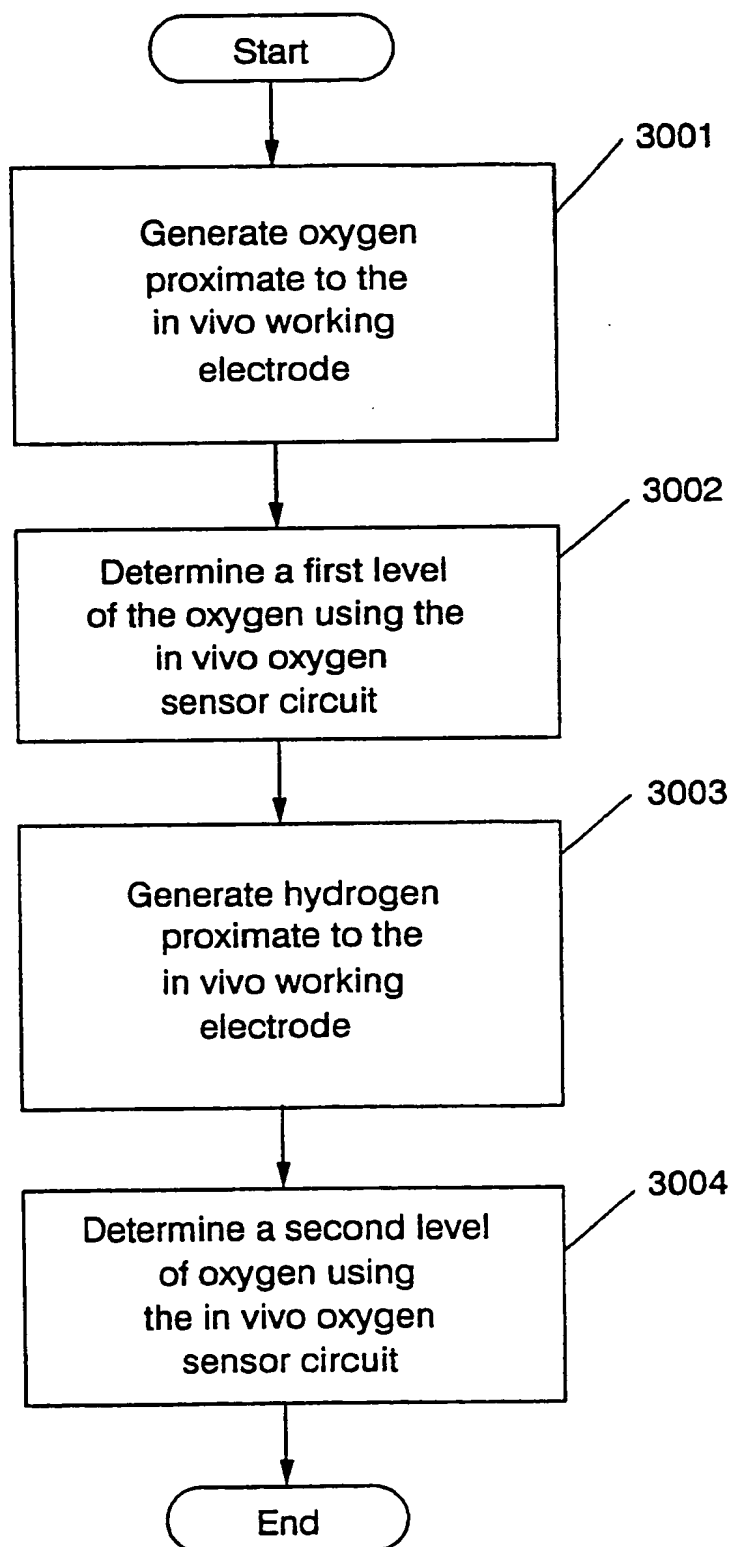 Start
3001
Generate oxygen
proximate to the
in vivo working
electrode
3002
Determine a first level
of the oxygen using the
in vivo oxygen
sensor circuit
3003
Generate hydrogen
proximate to the
in vivo working
electrode
3004
Determine a second level
of oxygen using
the in vivo oxygen
sensor circuit
End